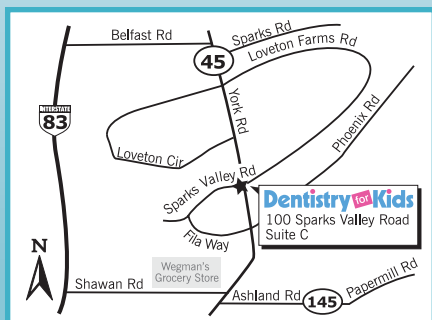 Belfast Rd
45
Sparks Rd
Loveton Farms Rd
INTERSTATE
83
York Rd
Phoenix Rd
Loveton Cir
Sparks Valley Rd
Dentistry for Kids
100 Sparks Valley Road
Suite C
Fila Way
N
Wegman's
Grocery Store
Shawan Rd
Ashland Rd
145
Papermill Rd